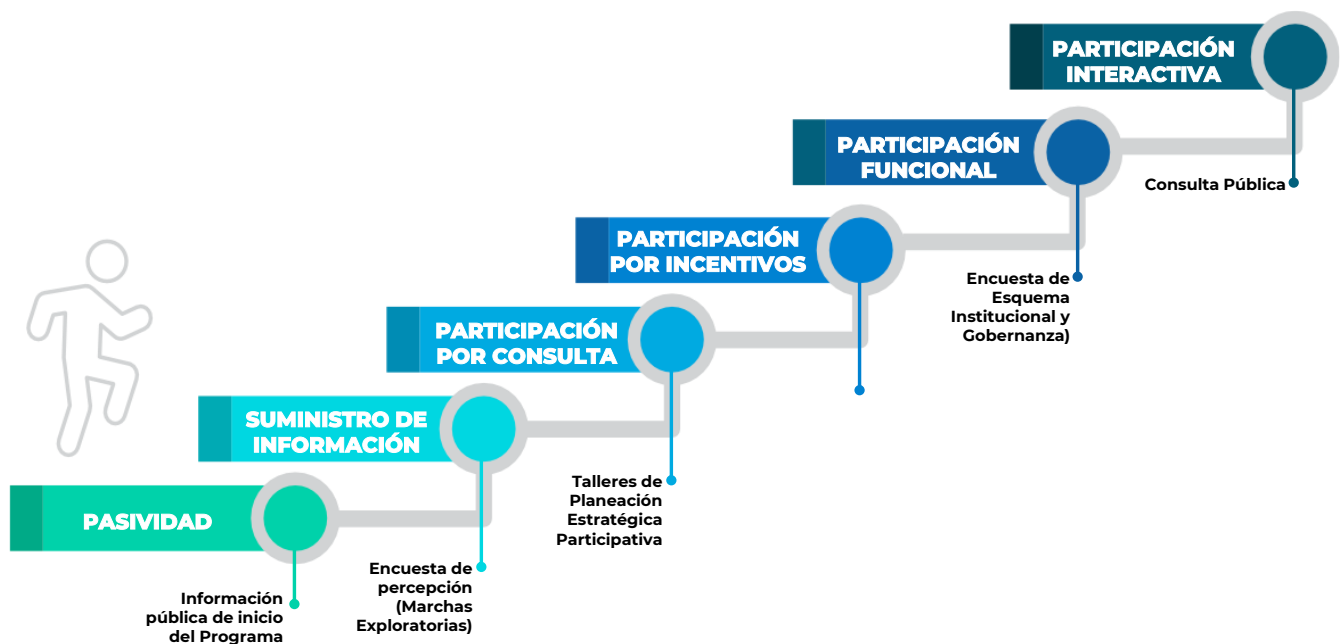 PARTICIPACIÓN
INTERACTIVA
Consulta Pública
PARTICIPACIÓN
FUNCIONAL
Encuesta de
Esquema
Institucional y
Gobernanza)
PARTICIPACIÓN
POR INCENTIVOS
PARTICIPACIÓN
POR CONSULTA
Talleres de
Planeación
Estratégica
Participativa
SUMINISTRO DE
INFORMACIÓN
Encuesta de
percepción
(Marchas
Exploratorias)
PASIVIDAD
Información
pública de inicio
del Programa